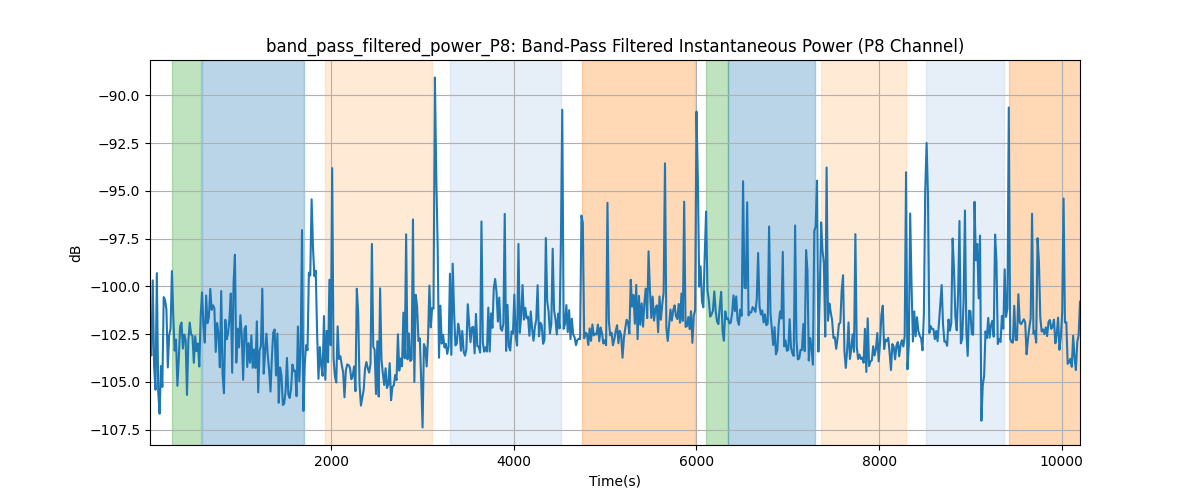 band_pass_filtered_power_P8: Band-Pass Filtered Instantaneous Power (P8 Channel)
−90.0
−92.5
−95.0
−97.5
−100.0
−102.5
−105.0
−107.5
dB
2000 4000 6000 8000 10000
Time(s)